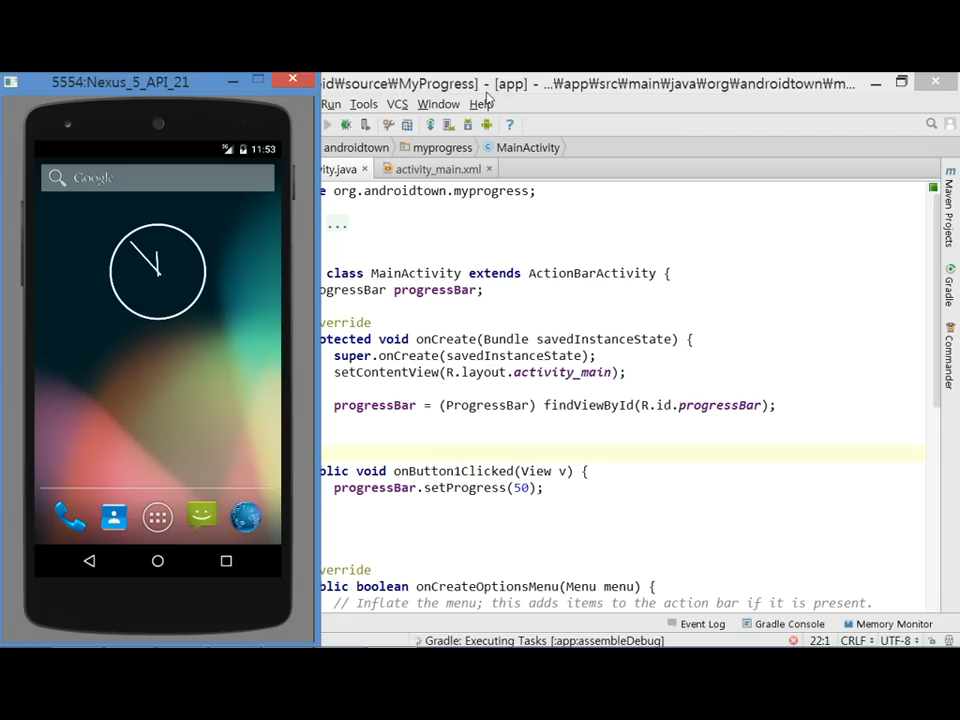 5554:Nexus_5_API_21
id₩source₩MyProgress] - [app] - ...₩app₩src₩main₩java₩org₩androidtown₩m...
Run Tools VCS Window Help
androidtown myprogress MainActivity
ity.java activity_main.xml
3G 11:53
Google
e org.androidtown.myprogress;
...
class MainActivity extends ActionBarActivity {
ogressBar progressBar;
verride
otected void onCreate(Bundle savedInstanceState) {
super.onCreate(savedInstanceState);
setContentView(R.layout.activity_main);
progressBar = (ProgressBar) findViewById(R.id.progressBar);
blic void onButton1Clicked(View v) {
progressBar.setProgress(50);
verride
blic boolean onCreateOptionsMenu(Menu menu) {
// Inflate the menu; this adds items to the action bar if it is present.
Maven Projects
Gradle
Commander
Event Log Gradle Console Memory Monitor
Gradle: Executing Tasks [:app:assembleDebug] 22:1 CRLF UTF-8